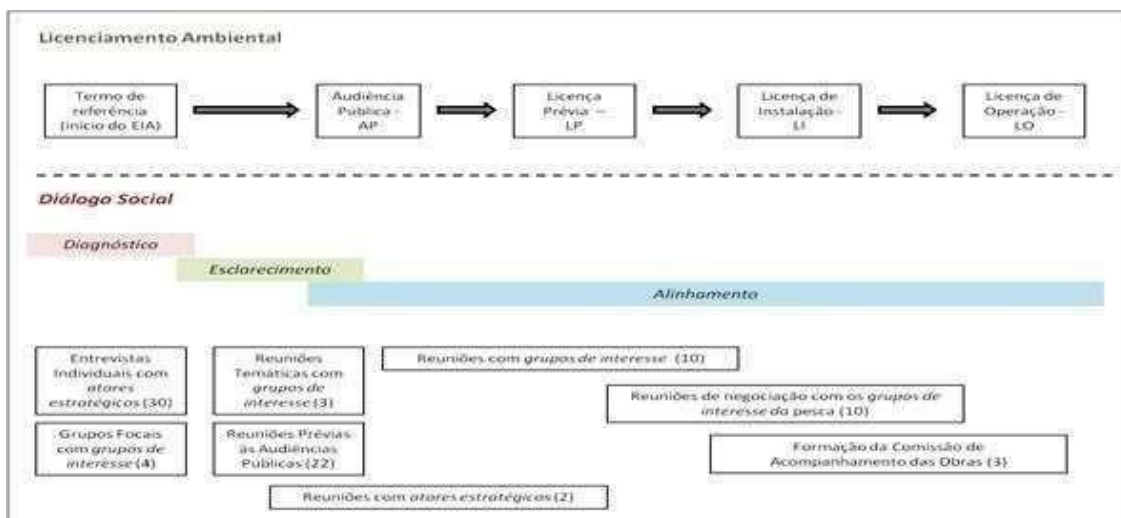 Licenciamento Ambiental
Termo de
referência
(início do EIA)
Audiência
Pública -
AP
Licença
Prévia –
LP
Licença de
Instalação -
LI
Licença de
Operação -
LO
Diálogo Social
Diagnóstico
Esclarecimento
Alinhamento
Entrevistas
Individuais com
atores
estratégicos (30)
Reuniões
Temáticas com
grupos de
interesse (3)
Reuniões com grupos de interesse (10)
Reuniões de negociação com os grupos de
interesse da pesca (10)
Grupos Focais
com grupos de
interesse (4)
Reuniões Prévias
às Audiências
Públicas (22)
Formação da Comissão de
Acompanhamento das Obras (3)
Reuniões com atores estratégicos (2)